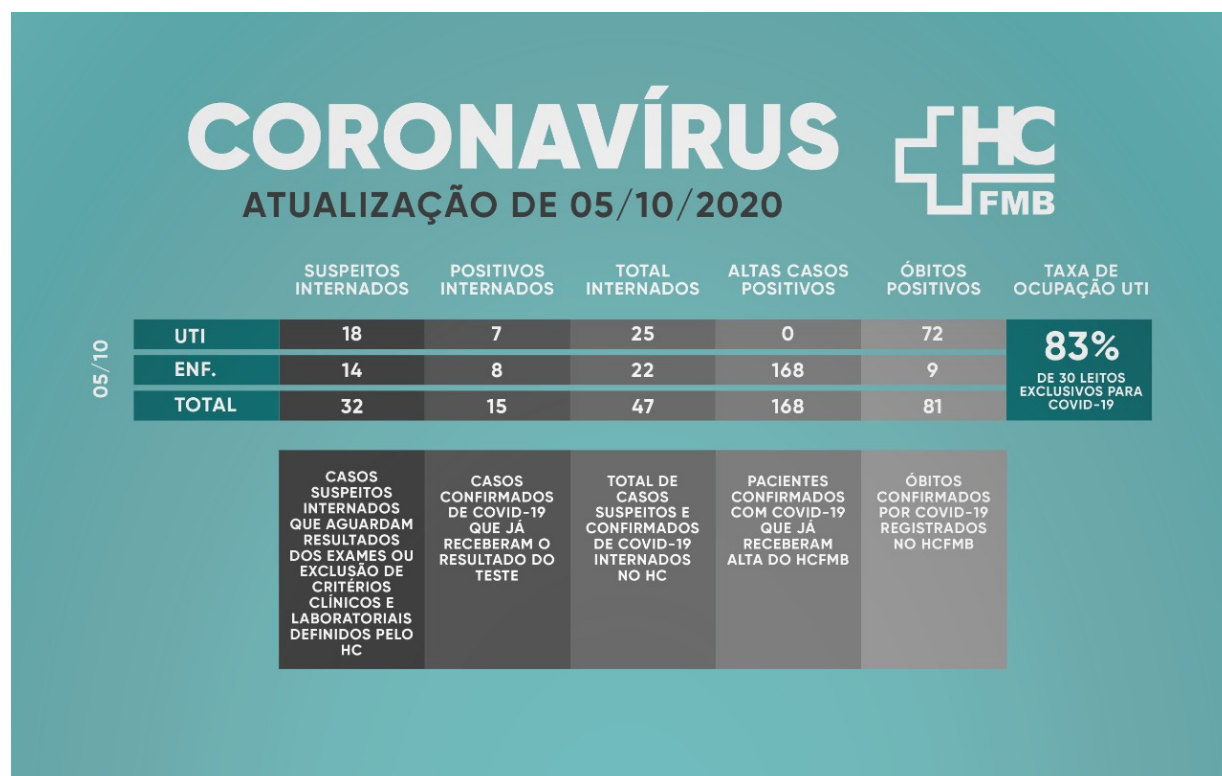 CORONAVÍRUS
ATUALIZAÇÃO DE 05/10/2020
HC
FMB
SUSPEITOS
INTERNADOS
POSITIVOS
INTERNADOS
TOTAL
INTERNADOS
ALTAS CASOS
POSITIVOS
ÓBITOS
POSITIVOS
TAXA DE
OCUPAÇÃO UTI
05/10
UTI 18 7 25 0 72
ENF. 14 8 22 168 9
TOTAL 32 15 47 168 81
83%
DE 30 LEITOS
EXCLUSIVOS PARA
COVID-19
CASOS
SUSPEITOS
INTERNADOS
QUE AGUARDAM
RESULTADOS
DOS EXAMES OU
EXCLUSÃO DE
CRITÉRIOS
CLÍNICOS E
LABORATORIAIS
DEFINIDOS PELO
HC
CASOS
CONFIRMADOS
DE COVID-19
QUE JÁ
RECEBERAM O
RESULTADO DO
TESTE
TOTAL DE
CASOS
SUSPEITOS E
CONFIRMADOS
DE COVID-19
INTERNADOS
NO HC
PACIENTES
CONFIRMADOS
COM COVID-19
QUE JÁ
RECEBERAM
ALTA DO HCFMB
ÓBITOS
CONFIRMADOS
POR COVID-19
REGISTRADOS
NO HCFMB